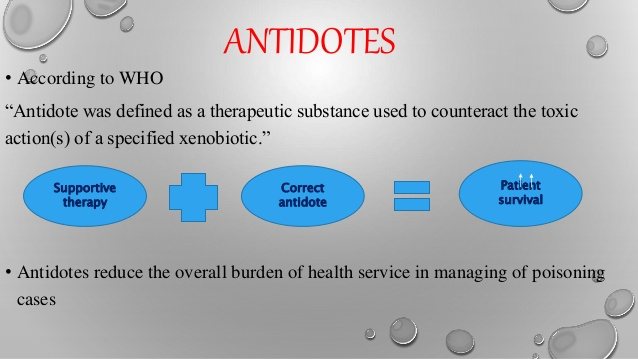 ANTIDOTES
• According to WHO
“Antidote was defined as a therapeutic substance used to counteract the toxic
action(s) of a specified xenobiotic.”
Supportive
therapy
Correct
antidote
Patient
survival
• Antidotes reduce the overall burden of health service in managing of poisoning
cases